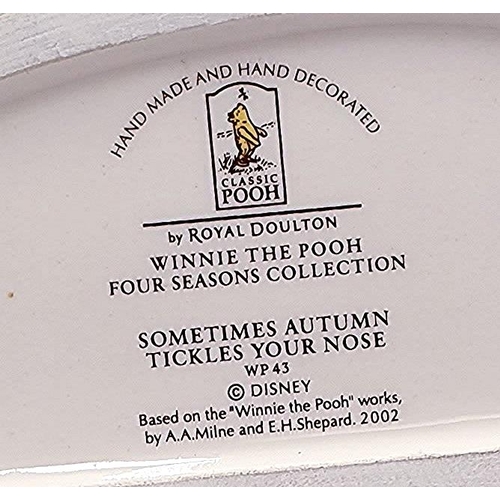 HAND MADE AND HAND DECORATED
CLASSIC
POOH
by ROYAL DOULTON
WINNIE THE POOH
FOUR SEASONS COLLECTION
SOMETIMES AUTUMN
TICKLES YOUR NOSE
WP 43
© DISNEY
Based on the "Winnie the Pooh" works,
by A.A.Milne and E.H.Shepard. 2002